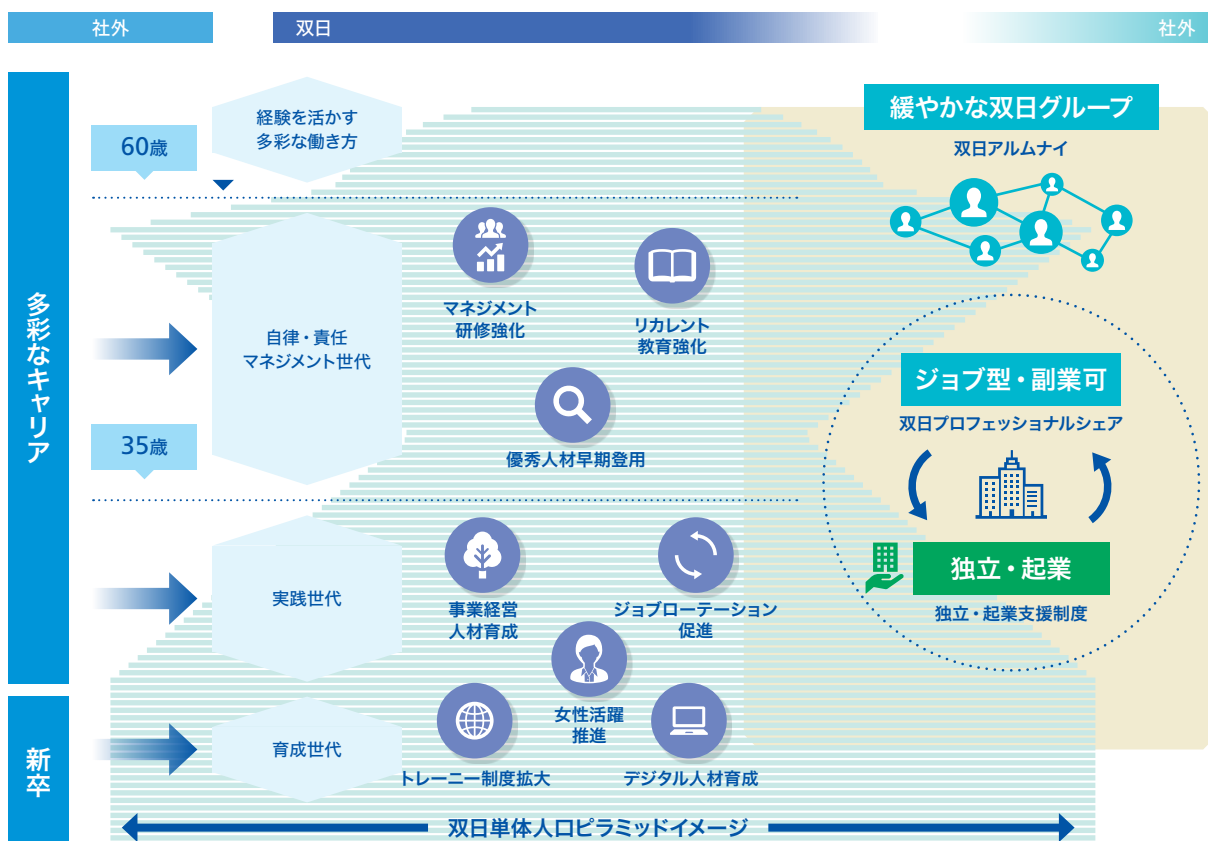 社外
双日
社外
多彩なキャリア
新卒
60歳
35歳
経験を活かす
多彩な働き方
自律・責任
マネジメント世代
実践世代
育成世代
マネジメント
研修強化
リカレント
教育強化
優秀人材早期登用
事業経営
人材育成
ジョブローテーション
促進
女性活躍
推進
トレーニー制度拡大
デジタル人材育成
双日単体人口ピラミッドイメージ
緩やかな双日グループ
双日アルムナイ
ジョブ型・副業可
双日プロフェッショナルシェア
独立・起業
独立・起業支援制度